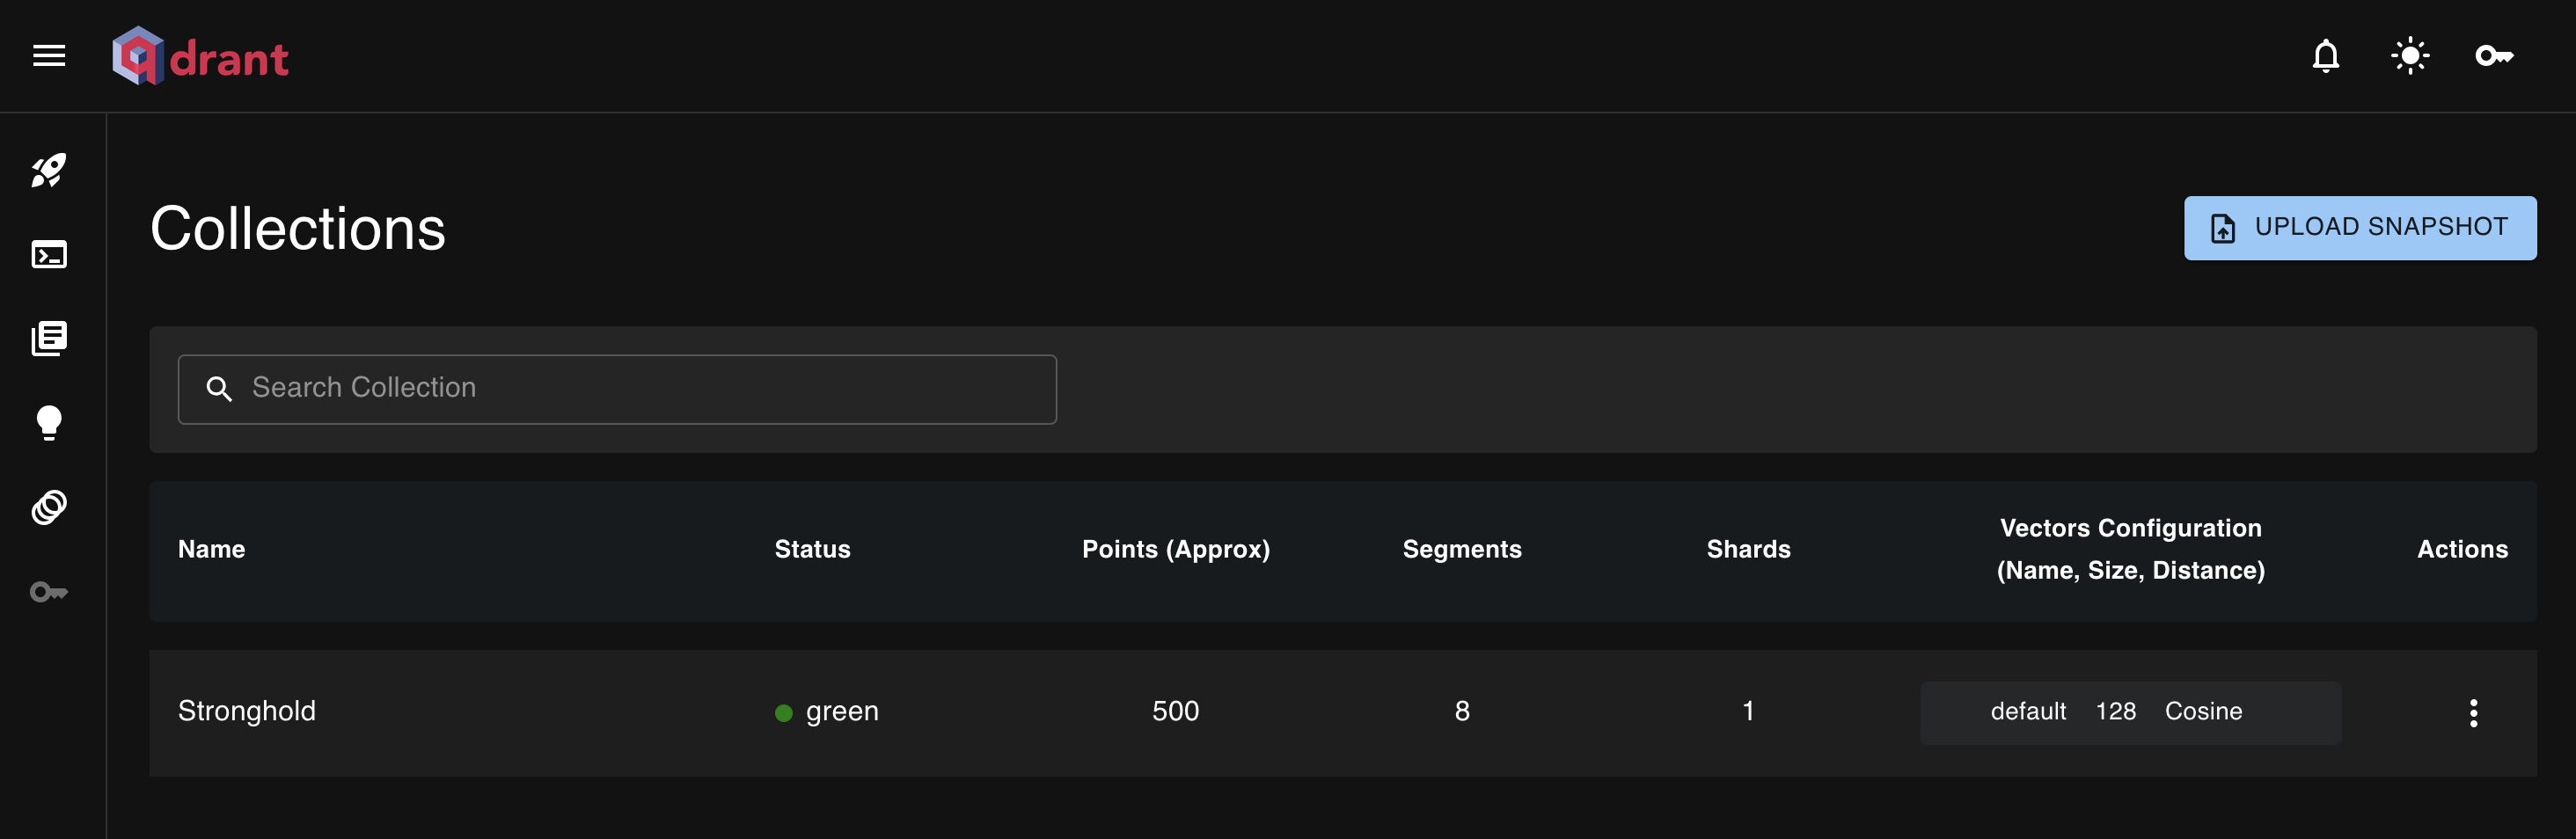 qdrant
Collections
UPLOAD SNAPSHOT
Search Collection
Name
Status
Points (Approx)
Segments
Shards
Vectors Configuration
(Name, Size, Distance)
Actions
Stronghold
green
500
8
1
default 128 Cosine